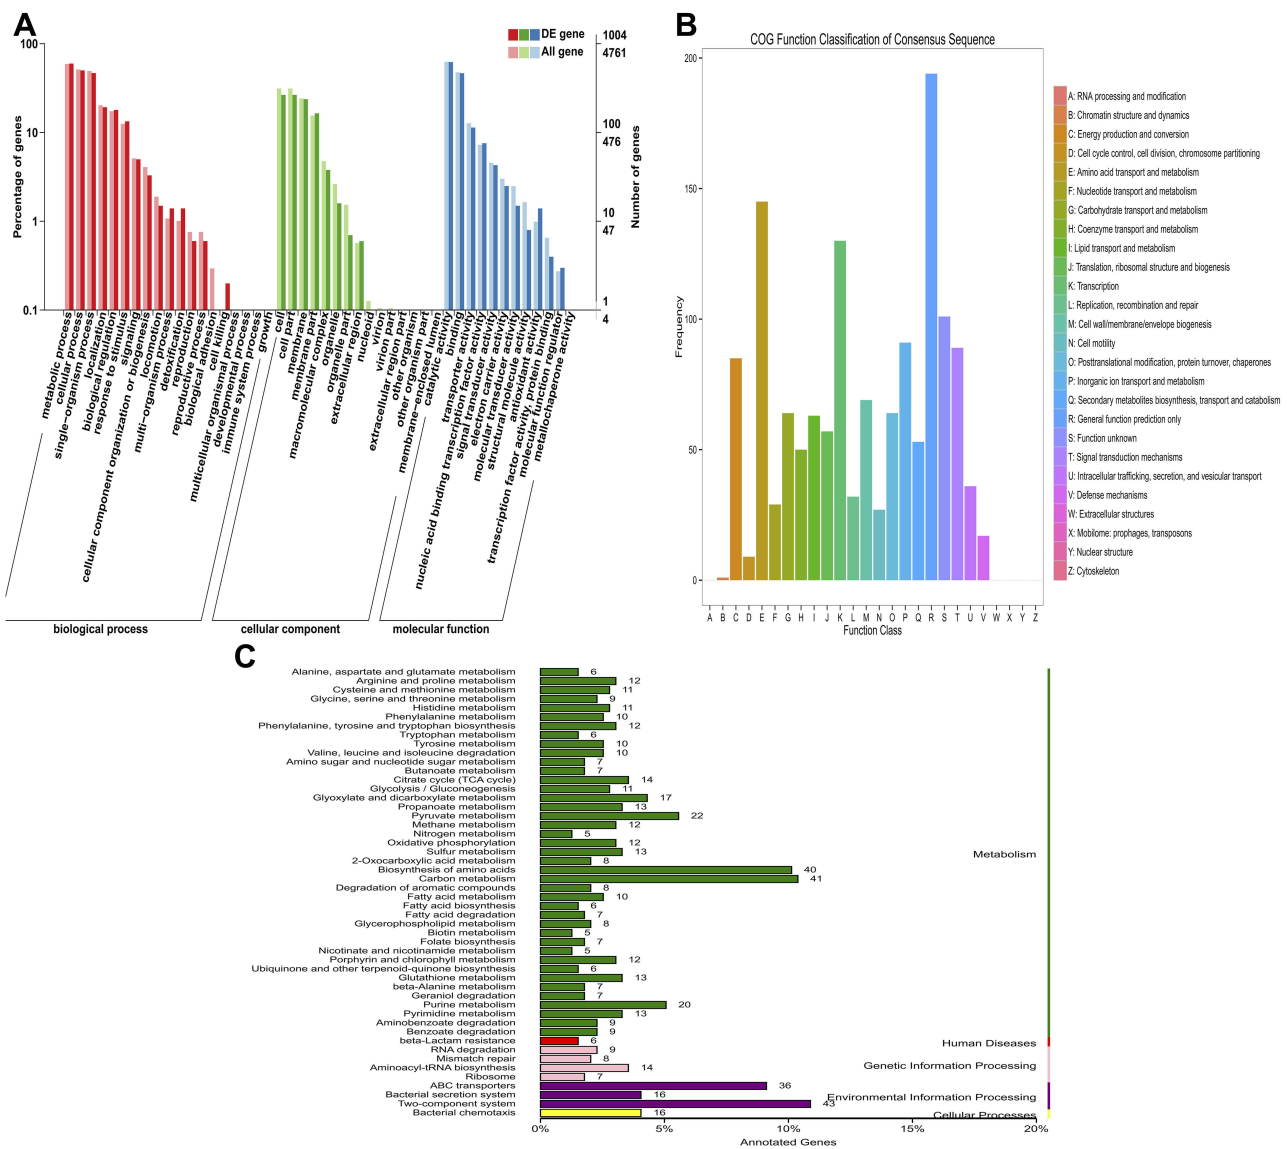 A
DE gene
All gene
1004
4761
100
10
1
0.1
Percentage of genes
100
476
10
47
1
4
Number of genes
metabolic process
cellular process
single-organism process
localization
biological regulation
response to stimulus
signaling
cellular component organization or biogenesis
locomotion
multi-organism process
detoxification
reproduction
reproductive process
biological adhesion
cell killing
multicellular organismal process
developmental process
immune system process
growth
cell
cell part
membrane
membrane part
macromolecular complex
organelle
organelle part
extracellular region
nucleoid
virion
virion part
extracellular region part
other organism
other organism part
membrane-enclosed lumen
catalytic activity
binding
transporter activity
nucleic acid binding transcription factor activity
signal transducer activity
electron carrier activity
molecular transducer activity
structural molecule activity
antioxidant activity
transcription factor activity, protein binding
molecular function regulator
metallochaperone activity
biological process
cellular component
molecular function
B
COG Function Classification of Consensus Sequence
200
150
100
50
0
Frequency
A B C D E F G H I J K L M N O P Q R S T U V W X Y Z
Function Class
A: RNA processing and modification
B: Chromatin structure and dynamics
C: Energy production and conversion
D: Cell cycle control, cell division, chromosome partitioning
E: Amino acid transport and metabolism
F: Nucleotide transport and metabolism
G: Carbohydrate transport and metabolism
H: Coenzyme transport and metabolism
I: Lipid transport and metabolism
J: Translation, ribosomal structure and biogenesis
K: Transcription
L: Replication, recombination and repair
M: Cell wall/membrane/envelope biogenesis
N: Cell motility
O: Posttranslational modification, protein turnover, chaperones
P: Inorganic ion transport and metabolism
Q: Secondary metabolites biosynthesis, transport and catabolism
R: General function prediction only
S: Function unknown
T: Signal transduction mechanisms
U: Intracellular trafficking, secretion, and vesicular transport
V: Defense mechanisms
W: Extracellular structures
X: Mobilome: prophages, transposons
Y: Nuclear structure
Z: Cytoskeleton
C
Alanine, aspartate and glutamate metabolism 6
Arginine and proline metabolism 12
Cysteine and methionine metabolism 11
Glycine, serine and threonine metabolism 9
Histidine metabolism 11
Phenylalanine metabolism 10
Phenylalanine, tyrosine and tryptophan biosynthesis 12
Tryptophan metabolism 6
Tyrosine metabolism 10
Valine, leucine and isoleucine degradation 10
Amino sugar and nucleotide sugar metabolism 7
Butanoate metabolism 7
Citrate cycle (TCA cycle) 14
Glycolysis / Gluconeogenesis 11
Glyoxylate and dicarboxylate metabolism 17
Propanoate metabolism 13
Pyruvate metabolism 22
Methane metabolism 12
Nitrogen metabolism 5
Oxidative phosphorylation 12
Sulfur metabolism 13
2-Oxocarboxylic acid metabolism 8
Biosynthesis of amino acids 40
Carbon metabolism 41
Degradation of aromatic compounds 8
Fatty acid metabolism 10
Fatty acid biosynthesis 6
Fatty acid degradation 7
Glycerophospholipid metabolism 8
Biotin metabolism 5
Folate biosynthesis 7
Nicotinate and nicotinamide metabolism 5
Porphyrin and chlorophyll metabolism 12
Ubiquinone and other terpenoid-quinone biosynthesis 6
Glutathione metabolism 13
beta-Alanine metabolism 7
Geraniol degradation 7
Purine metabolism 20
Pyrimidine metabolism 13
Aminobenzoate degradation 9
Benzoate degradation 9
beta-Lactam resistance 6
RNA degradation 9
Mismatch repair 8
Aminoacyl-tRNA biosynthesis 14
Ribosome 7
ABC transporters 36
Bacterial secretion system 16
Two-component system 43
Bacterial chemotaxis 16
Metabolism
Human Diseases
Genetic Information Processing
Environmental Information Processing
Cellular Processes
0% 5% 10% 15% 20%
Annotated Genes